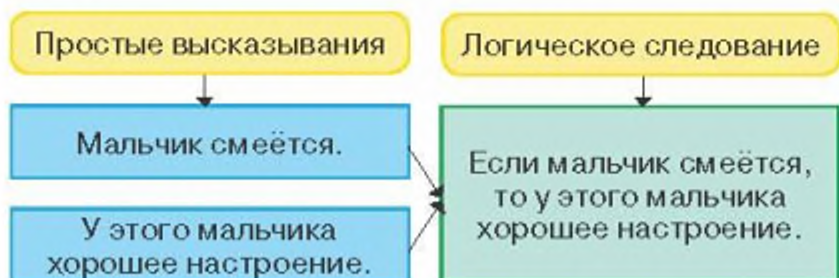 Простые высказывания
Логическое следование
Мальчик смеётся.
У этого мальчика
хорошее настроение.
Если мальчик смеётся,
то у этого мальчика
хорошее настроение.